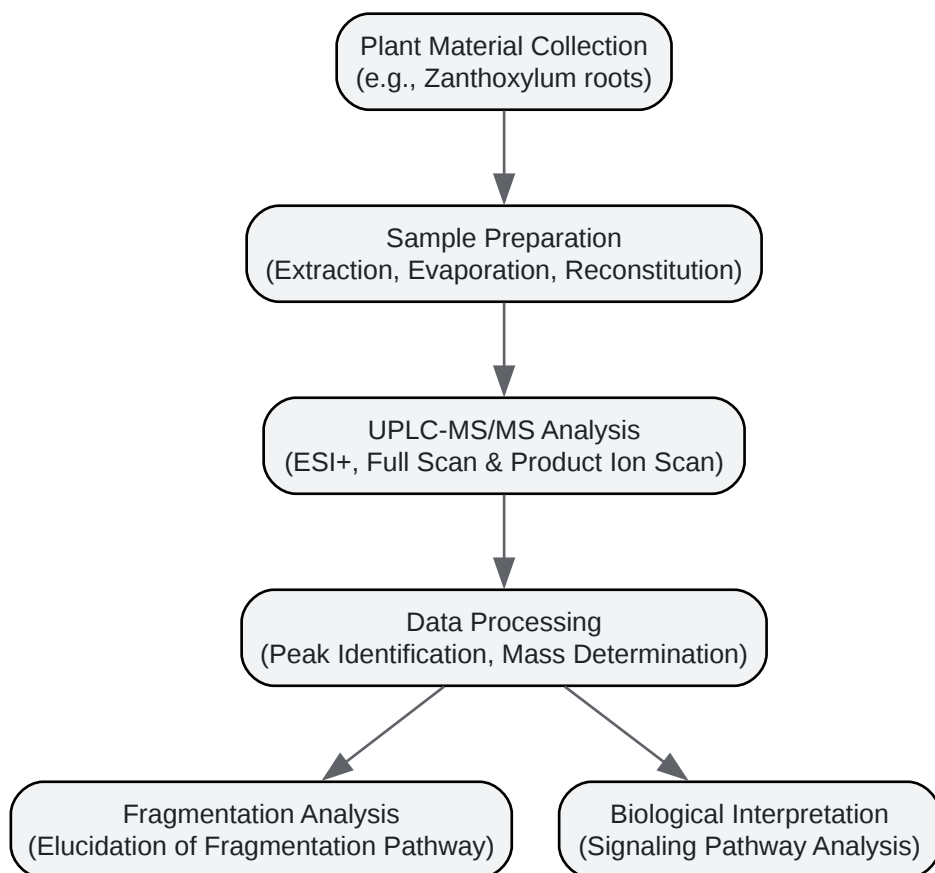 Plant Material Collection
(e.g., Zanthoxylum roots)
Sample Preparation
(Extraction, Evaporation, Reconstitution)
UPLC-MS/MS Analysis
(ESI+, Full Scan & Product Ion Scan)
Data Processing
(Peak Identification, Mass Determination)
Fragmentation Analysis
(Elucidation of Fragmentation Pathway)
Biological Interpretation
(Signaling Pathway Analysis)